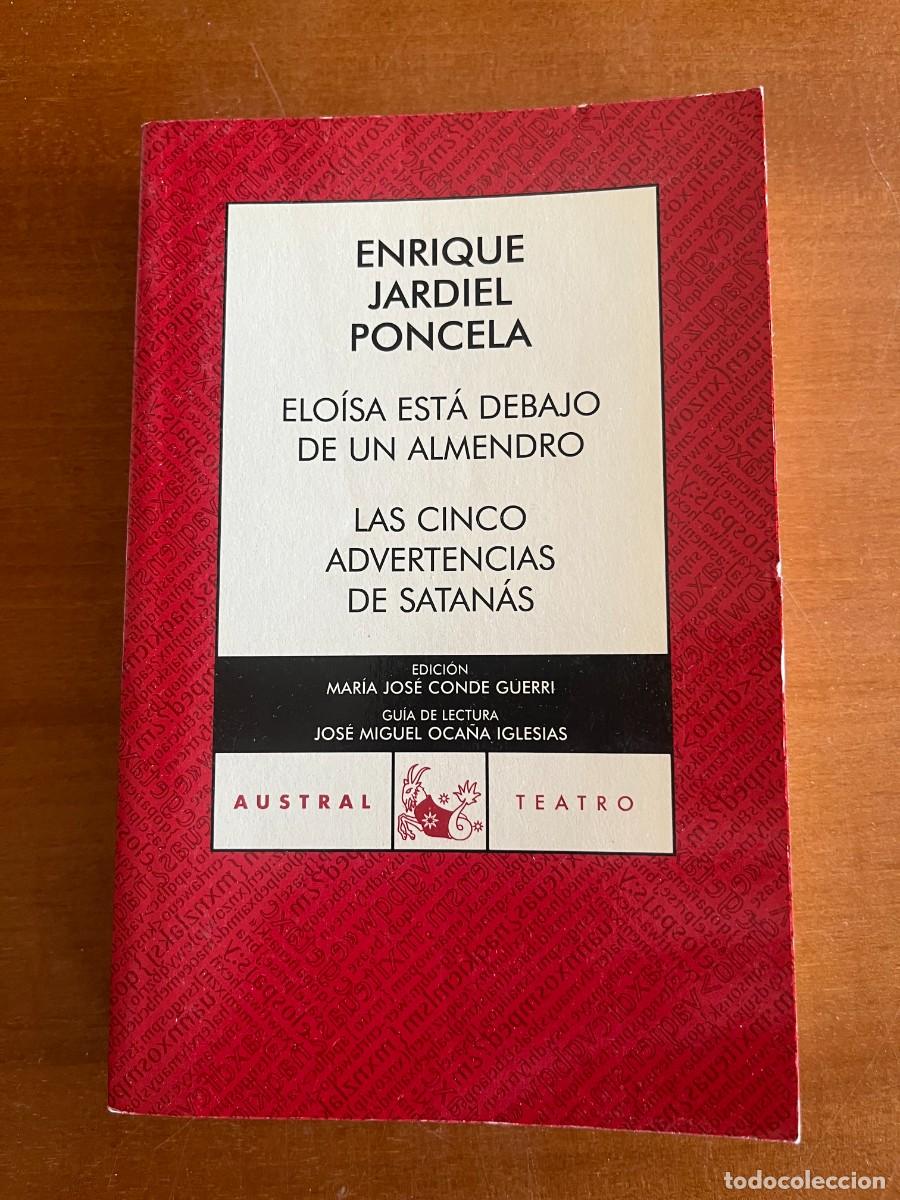 ENRIQUE
JARDIEL
PONCELA
ELOÍSA ESTÁ DEBAJO
DE UN ALMENDRO
LAS CINCO
ADVERTENCIAS
DE SATANÁS
EDICIÓN
MARÍA JOSÉ CONDE GUERRI
GUÍA DE LECTURA
JOSÉ MIGUEL OCAÑA IGLESIAS
AUSTRAL
TEATRO
todocoleccion